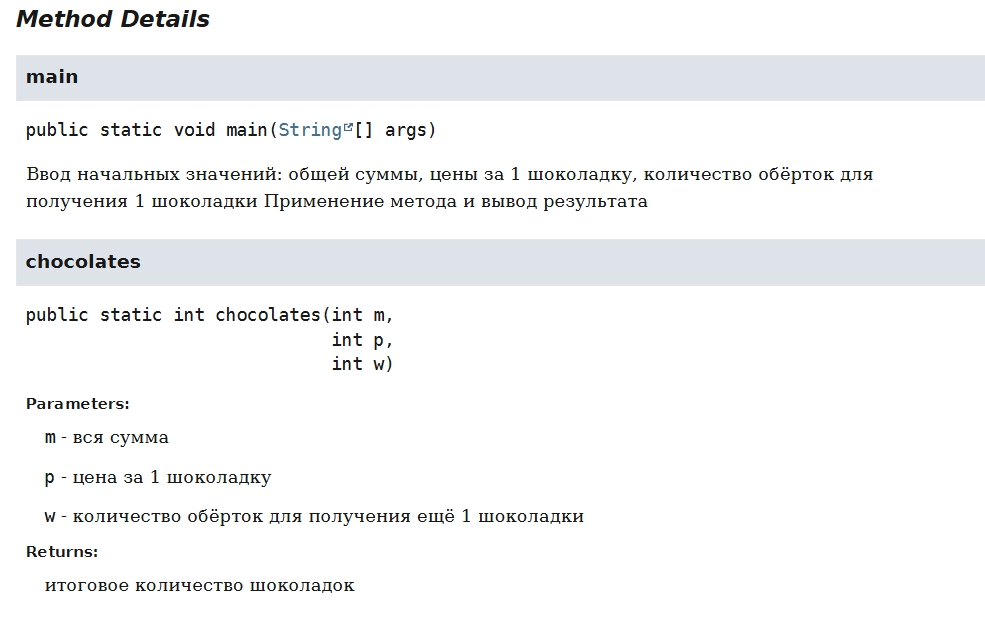 Method Details
main
public static void main(String[] args)
Ввод начальных значений: общей суммы, цены за 1 шоколадку, количество обёрток для
получения 1 шоколадки Применение метода и вывод результата
chocolates
public static int chocolates(int m,
int p,
int w)
Parameters:
m - вся сумма
p - цена за 1 шоколадку
w - количество обёрток для получения ещё 1 шоколадки
Returns:
итоговое количество шоколадок